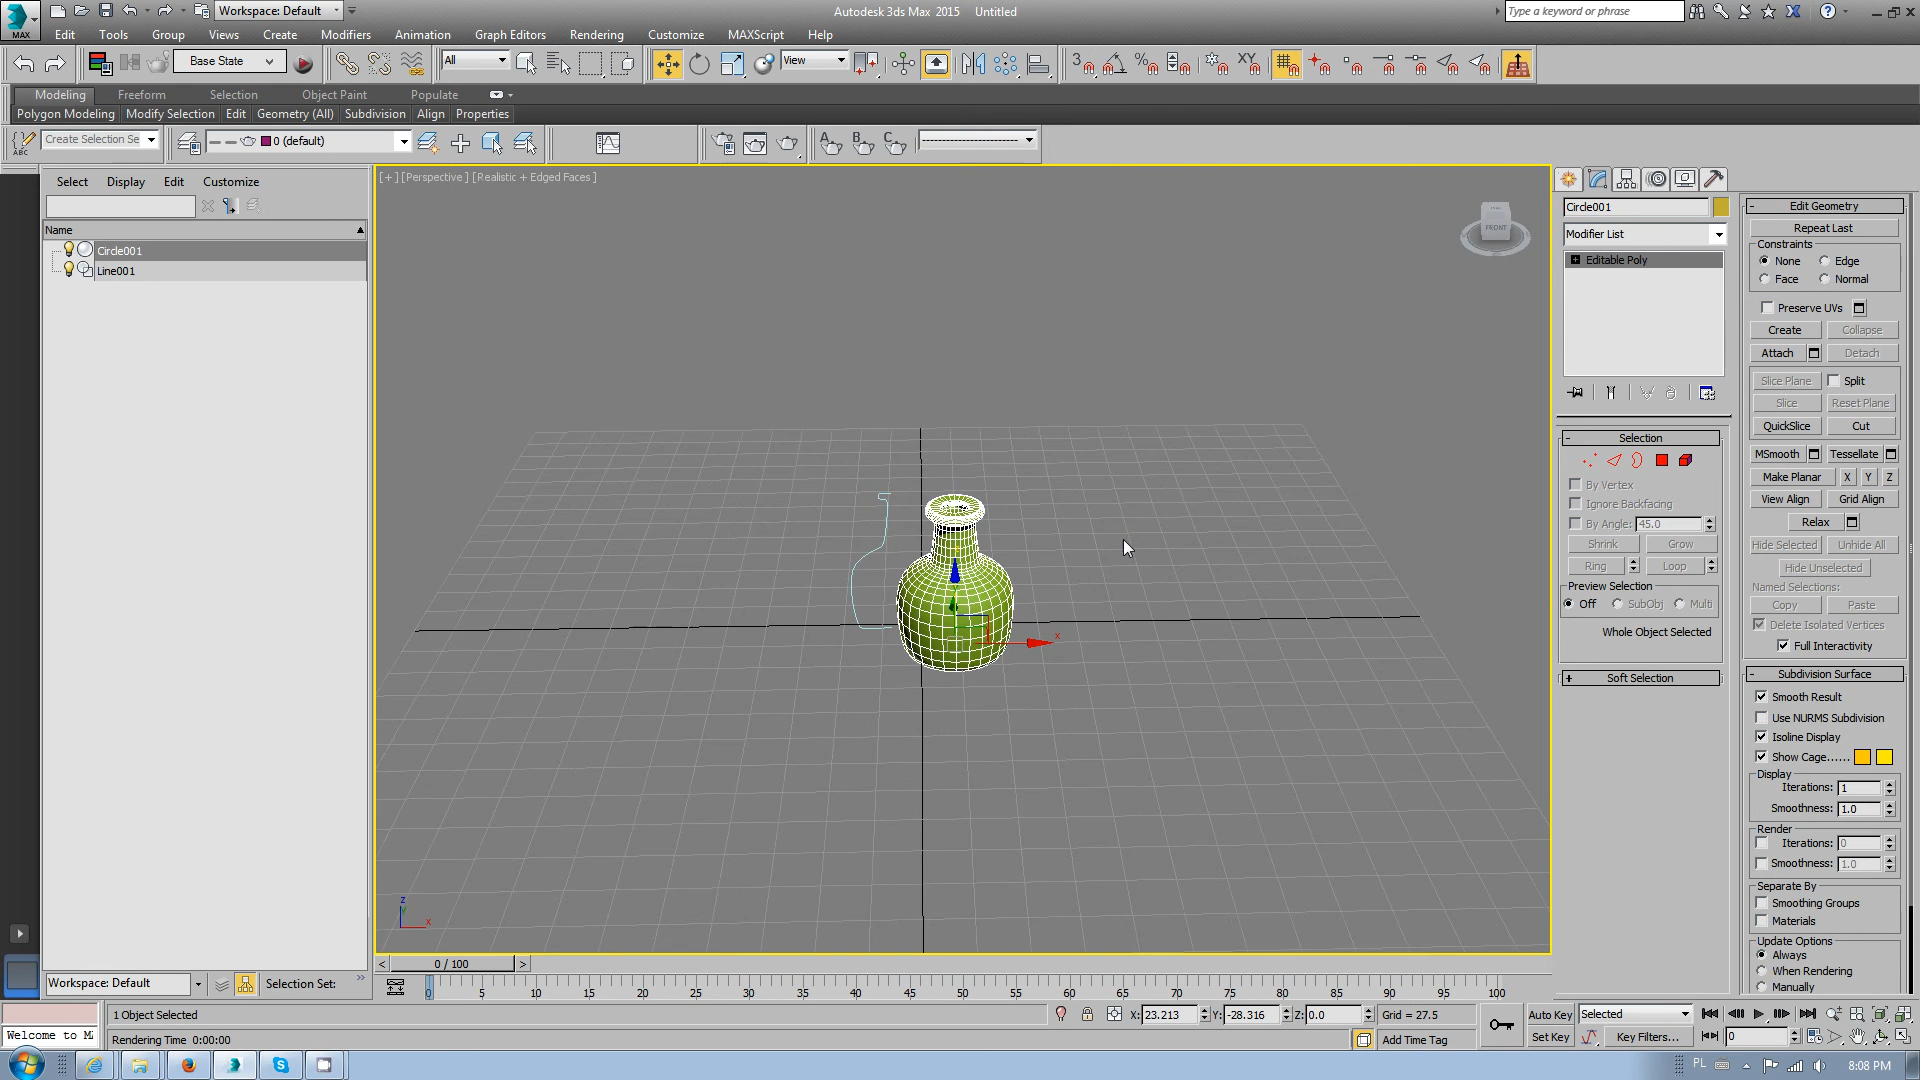 Workspace: Default
Autodesk 3ds Max 2015 Untitled
Type a keyword or phrase
MAX
Edit Tools Group Views Create Modifiers Animation Graph Editors Rendering Customize MAXScript Help
Base State
All
View
3
%
XY
Modeling Freeform Selection Object Paint Populate
Polygon Modeling Modify Selection Edit Geometry (All) Subdivision Align Properties
ABC
Create Selection Se
0 (default)
A B C
Select Display Edit Customize
Name
Circle001
Line001
[+] [Perspective ] [Realistic + Edged Faces ]
FRONT
x
z
x
Circle001
Modifier List
Editable Poly
Selection
By Vertex
Ignore Backfacing
By Angle: 45.0
Shrink Grow
Ring Loop
Preview Selection
Off SubObj Multi
Whole Object Selected
Soft Selection
Edit Geometry
Repeat Last
Constraints
None Edge
Face Normal
Preserve UVs
Create Collapse
Attach Detach
Slice Plane Split
Slice Reset Plane
QuickSlice Cut
MSmooth Tessellate
Make Planar X Y Z
View Align Grid Align
Relax
Hide Selected Unhide All
Hide Unselected
Named Selections:
Copy Paste
Delete Isolated Vertices
Full Interactivity
Subdivision Surface
Smooth Result
Use NURMS Subdivision
Isoline Display
Show Cage......
Display
Iterations: 1
Smoothness: 1.0
Render
Iterations: 0
Smoothness: 1.0
Separate By
Smoothing Groups
Materials
Update Options
Always
When Rendering
Manually
< 0 / 100 >
Workspace: Default
Selection Set:
0 5 10 15 20 25 30 35 40 45 50 55 60 65 70 75 80 85 90 95 100
1 Object Selected
X: 23.213 Y: -28.316 Z: 0.0 Grid = 27.5
Auto Key Selected
Welcome to M
Rendering Time 0:00:00
Add Time Tag
Set Key Key Filters...
0
PL
8:08 PM